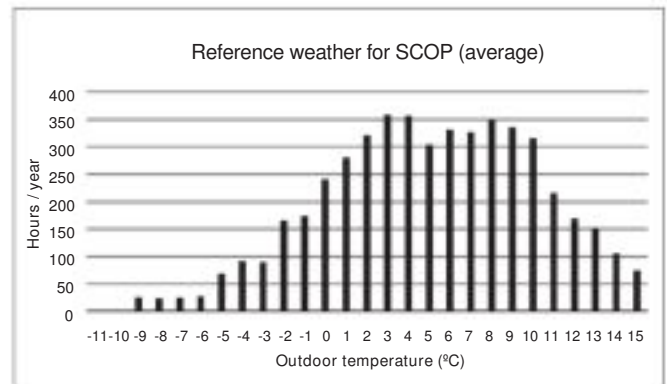 Reference weather for SCOP (average)
400
350
300
250
200
150
100
50
0
Hours / year
-11-10 -9 -8 -7 -6 -5 -4 -3 -2 -1 0 1 2 3 4 5 6 7 8 9 10 11 12 13 14 15
Outdoor temperature (ºC)